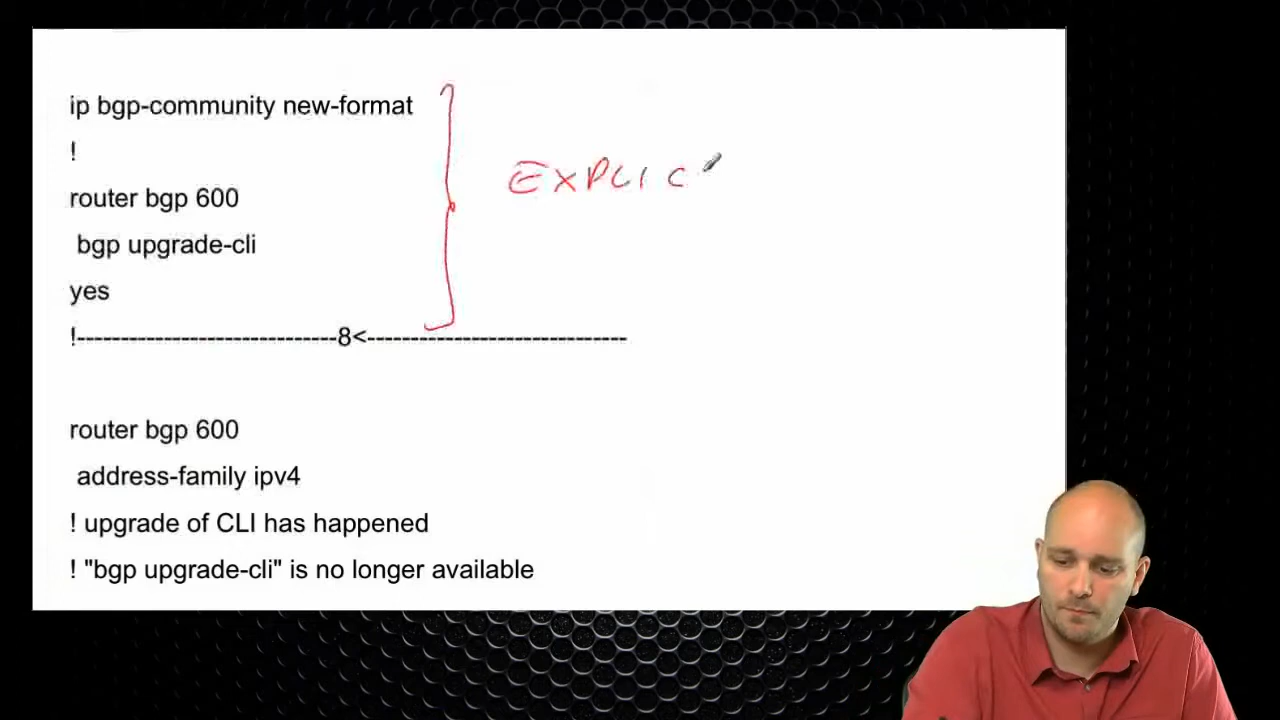 ip bgp-community new-format
!
EXPLIC
router bgp 600
bgp upgrade-cli
yes
!-----------------------------8<-----------------------------
router bgp 600
address-family ipv4
! upgrade of CLI has happened
! "bgp upgrade-cli" is no longer available